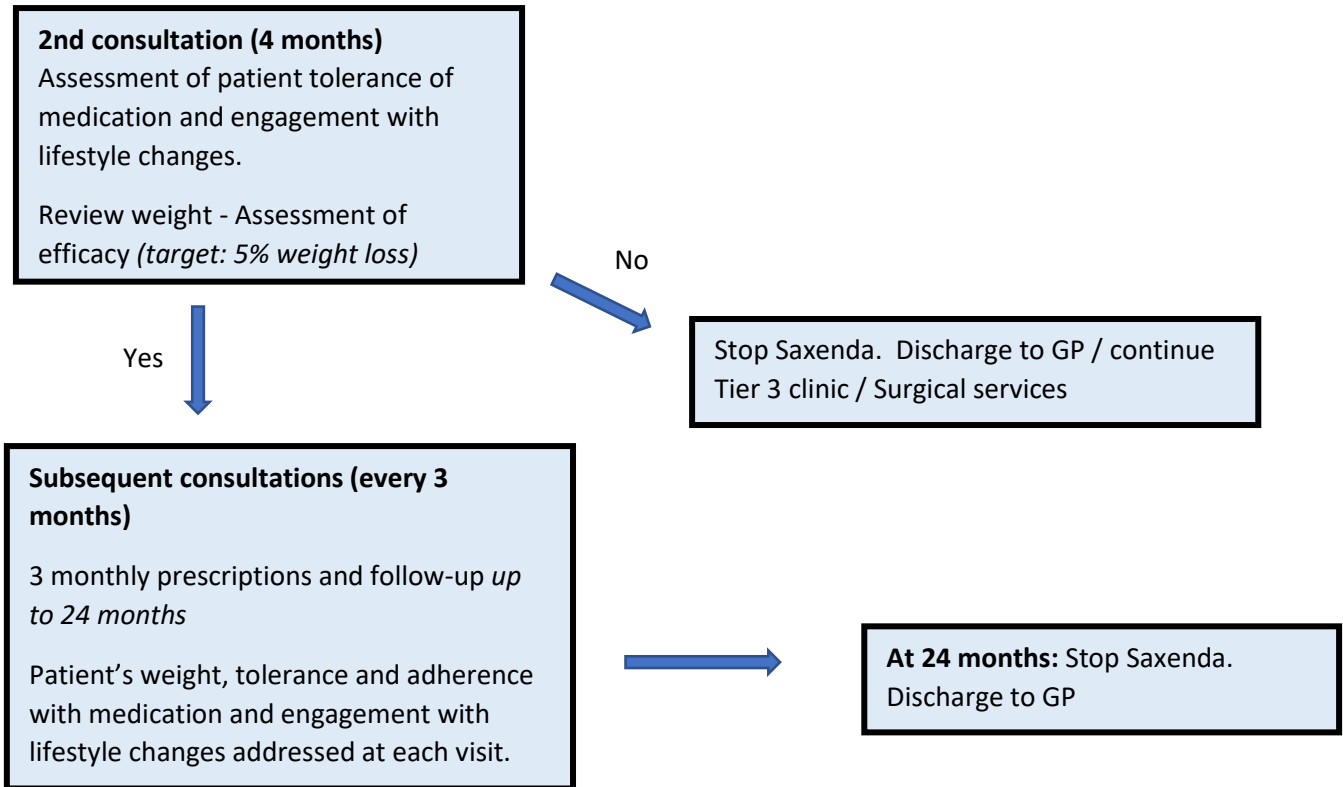 2nd consultation (4 months)
Assessment of patient tolerance of
medication and engagement with
lifestyle changes.
Review weight - Assessment of
efficacy (target: 5% weight loss)
No
Yes
Stop Saxenda.  Discharge to GP / continue
Tier 3 clinic / Surgical services
Subsequent consultations (every 3
months)
3 monthly prescriptions and follow-up up
to 24 months
Patient’s weight, tolerance and adherence
with medication and engagement with
lifestyle changes addressed at each visit.
At 24 months: Stop Saxenda.
Discharge to GP